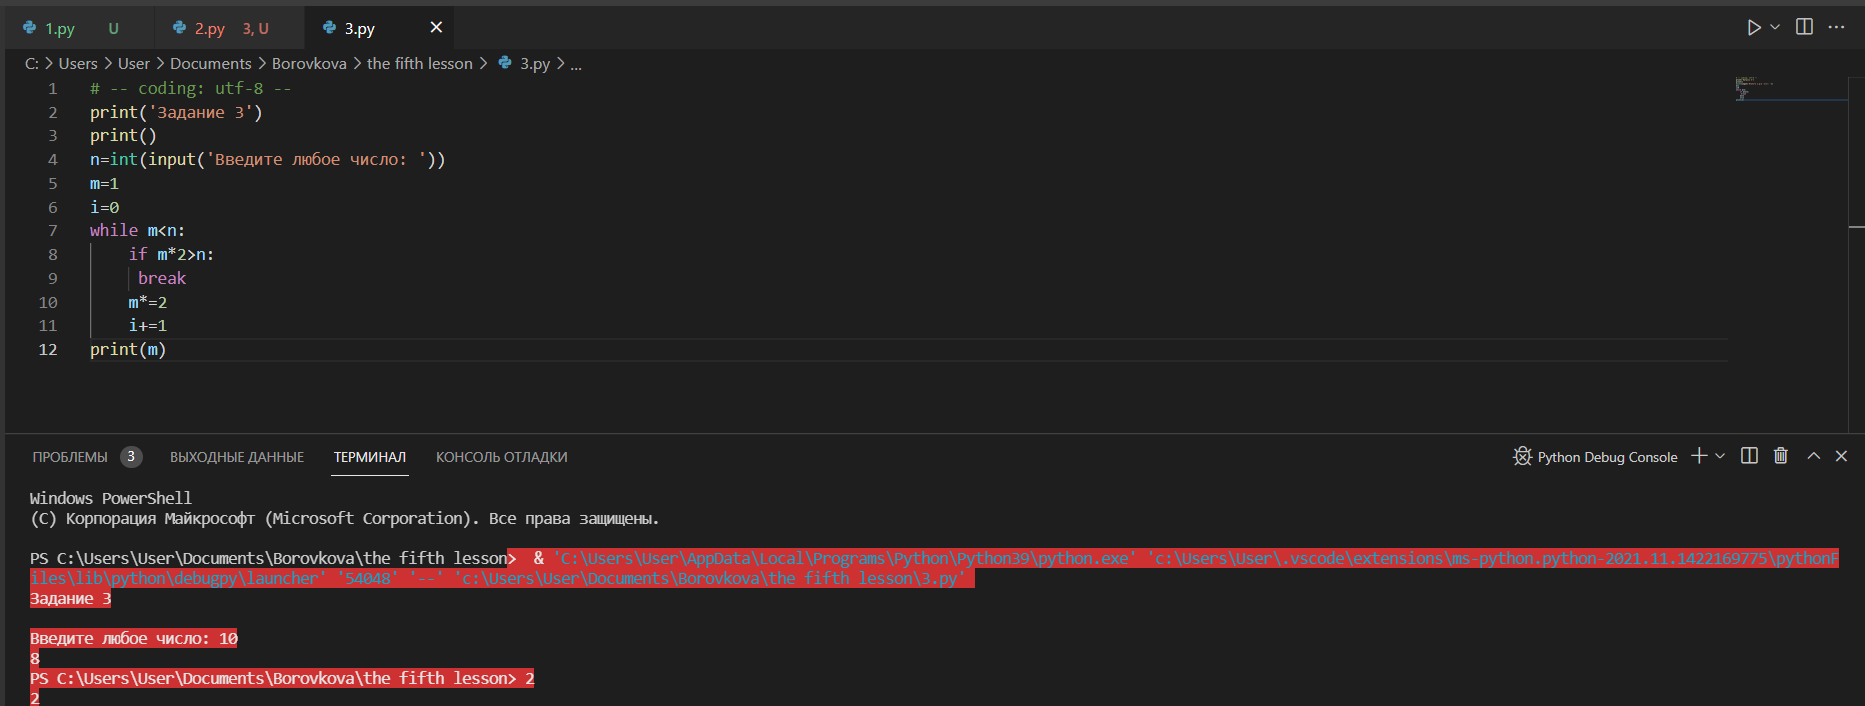 1.py U 2.py 3, U 3.py
C: > Users > User > Documents > Borovkova > the fifth lesson > 3.py > ...
1 # -- coding: utf-8 --
2 print('Задание 3')
3 print()
4 n=int(input('Введите любое число: '))
5 m=1
6 i=0
7 while m<n:
8 if m*2>n:
9 break
10 m*=2
11 i+=1
12 print(m)
ПРОБЛЕМЫ 3 ВЫХОДНЫЕ ДАННЫЕ ТЕРМИНАЛ КОНСОЛЬ ОТЛАДКИ Python Debug Console
Windows PowerShell
(C) Корпорация Майкрософт (Microsoft Corporation). Все права защищены.
PS C:\Users\User\Documents\Borovkova\the fifth lesson> & 'C:\Users\User\AppData\Local\Programs\Python\Python39\python.exe' 'c:\Users\User\.vscode\extensions\ms-python.python-2021.11.1422169775\pythonF
iles\lib\python\debugpy\launcher' '54048' '--' 'c:\Users\User\Documents\Borovkova\the fifth lesson\3.py'
Задание 3
Введите любое число: 10
8
PS C:\Users\User\Documents\Borovkova\the fifth lesson> 2
2